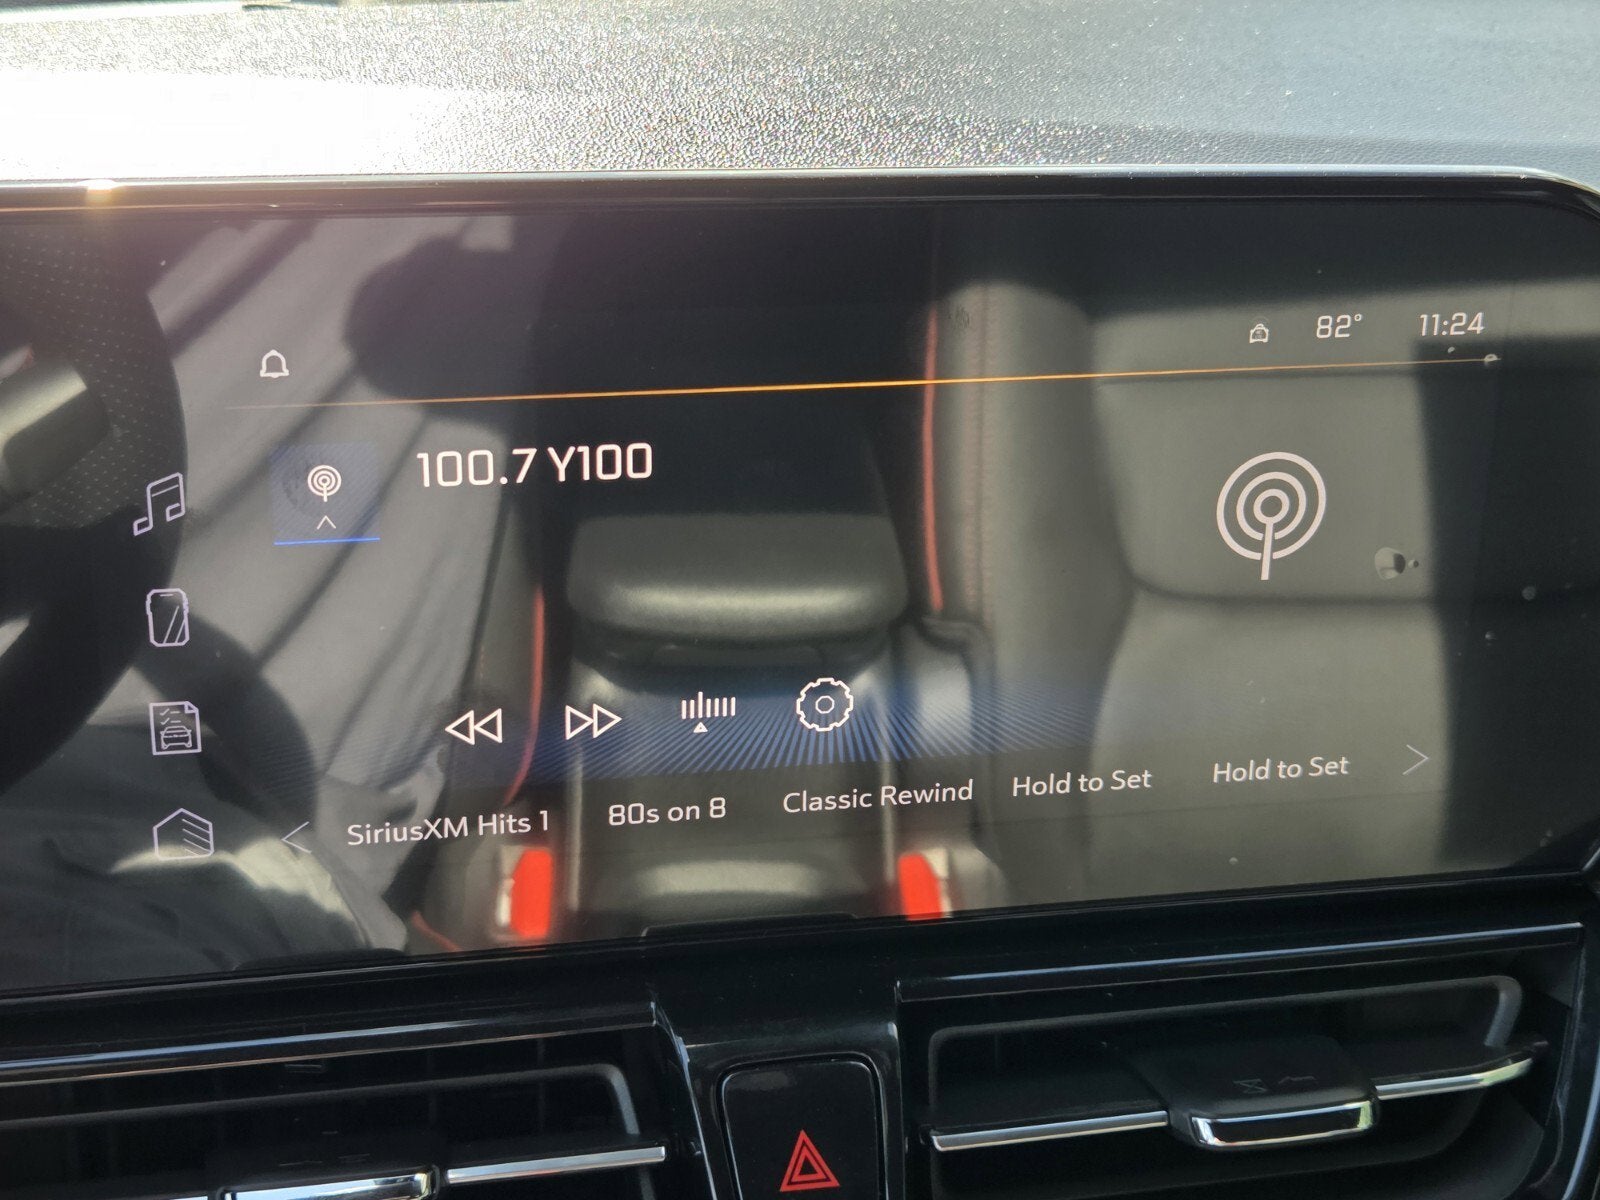 82° 11:24
100.7 Y100
SiriusXM Hits 1 80s on 8 Classic Rewind Hold to Set Hold to Set